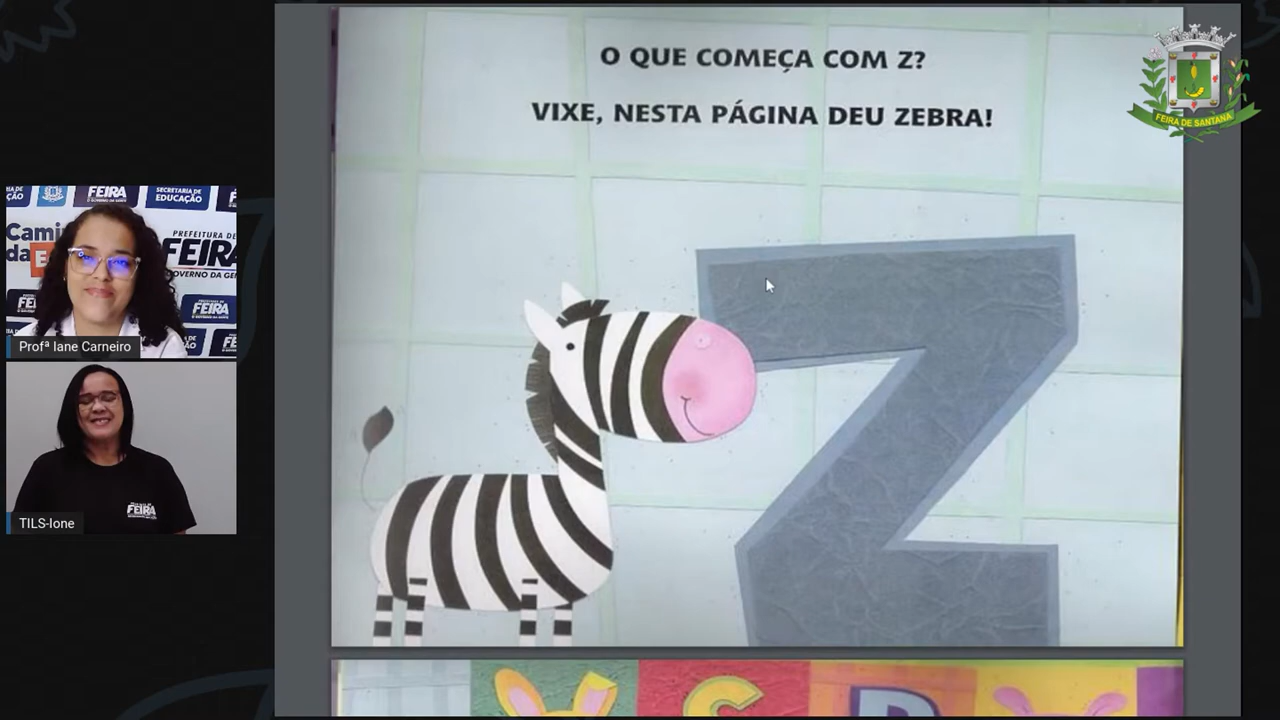 O QUE COMEÇA COM Z?
VIXE, NESTA PÁGINA DEU ZEBRA!
Z
FEIRA DE SANTANA
FEIRA
SECRETARIA DE
EDUCAÇÃO
PREFEITURA DE
FEIRA
FEIRA
Profª Iane Carneiro
FEIRA
TILS-Ione